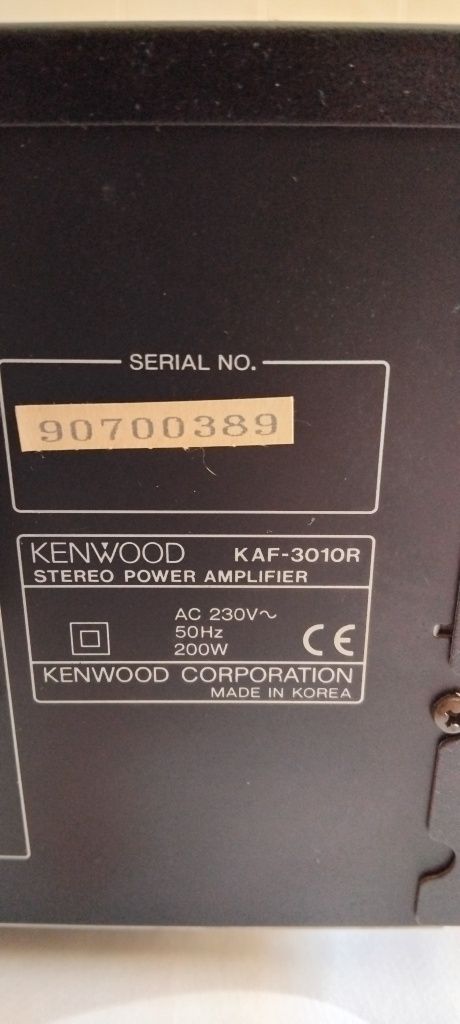 SERIAL NO.
90700389
KENWOOD KAF-3010R
STEREO POWER AMPLIFIER
AC 230V~
50Hz
200W
CE
KENWOOD CORPORATION
MADE IN KOREA